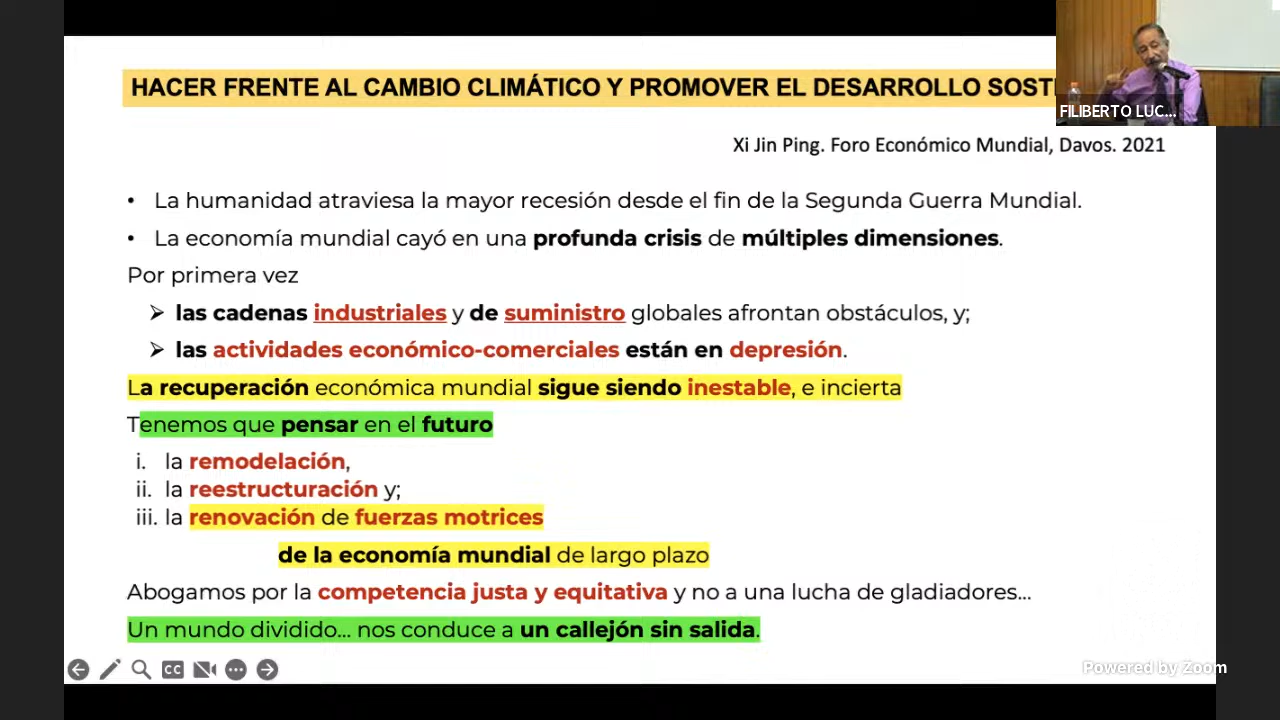 HACER FRENTE AL CAMBIO CLIMÁTICO Y PROMOVER EL DESARROLLO
FILIBERTO LUC...
Xi Jin Ping. Foro Económico Mundial, Davos. 2021
• La humanidad atraviesa la mayor recesión desde el fin de la Segunda Guerra Mundial.
• La economía mundial cayó en una profunda crisis de múltiples dimensiones.
Por primera vez
➢ las cadenas industriales y de suministro globales afrontan obstáculos, y;
➢ las actividades económico-comerciales están en depresión.
La recuperación económica mundial sigue siendo inestable, e incierta
Tenemos que pensar en el futuro
i. la remodelación,
ii. la reestructuración y;
iii. la renovación de fuerzas motrices
de la economía mundial de largo plazo
Abogamos por la competencia justa y equitativa y no a una lucha de gladiadores...
Un mundo dividido... nos conduce a un callejón sin salida.
CC
Powered by Zoom